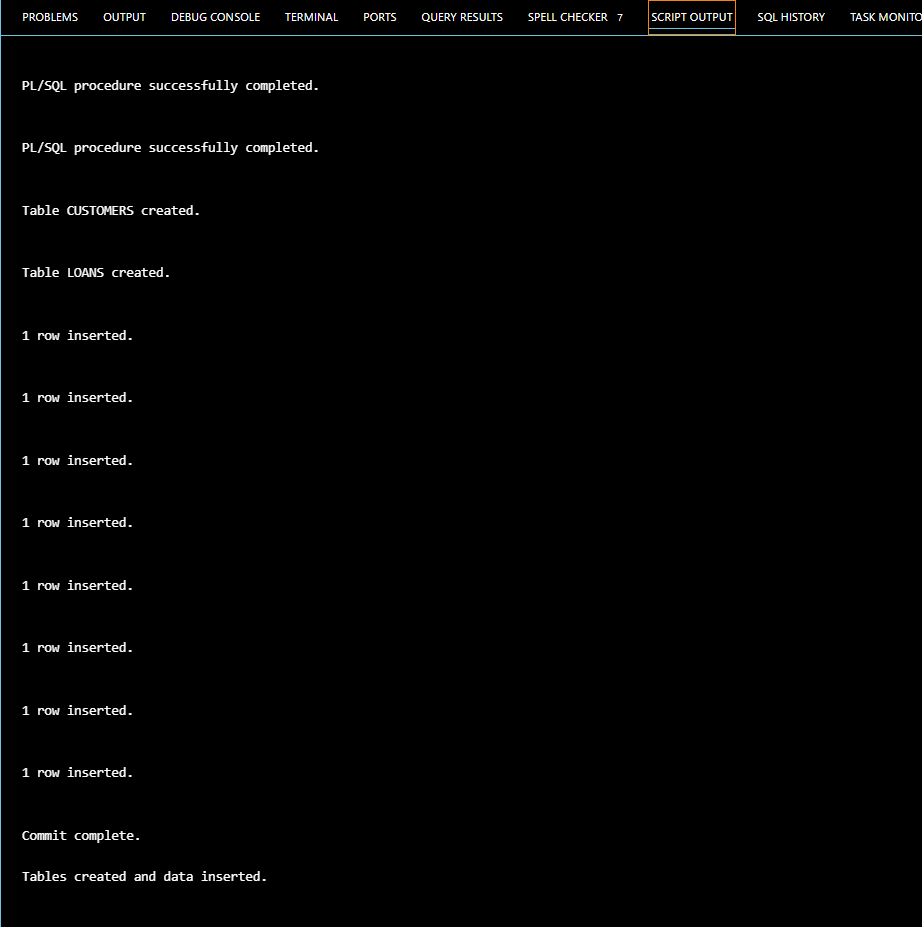 PROBLEMS OUTPUT DEBUG CONSOLE TERMINAL PORTS QUERY RESULTS SPELL CHECKER 7 SCRIPT OUTPUT SQL HISTORY TASK MONITO
PL/SQL procedure successfully completed.
PL/SQL procedure successfully completed.
Table CUSTOMERS created.
Table LOANS created.
1 row inserted.
1 row inserted.
1 row inserted.
1 row inserted.
1 row inserted.
1 row inserted.
1 row inserted.
1 row inserted.
Commit complete.
Tables created and data inserted.